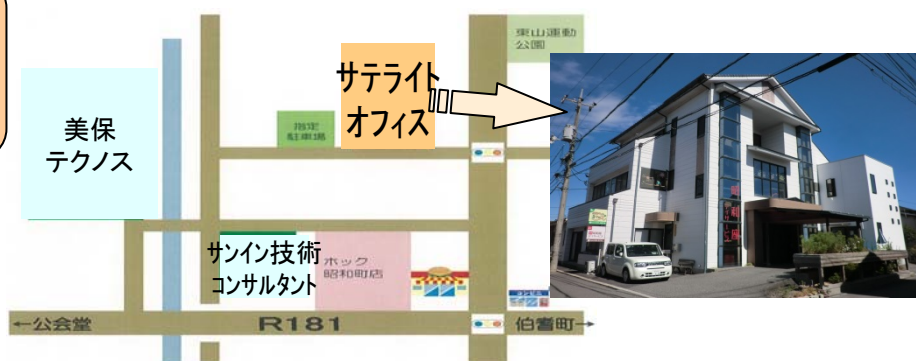 東山運動
公園
サテライト
オフィス
美保
テクノス
指定
駐車場
サンイン技術
コンサルタント
ホック
昭和町店
←公会堂
R181
伯耆町→